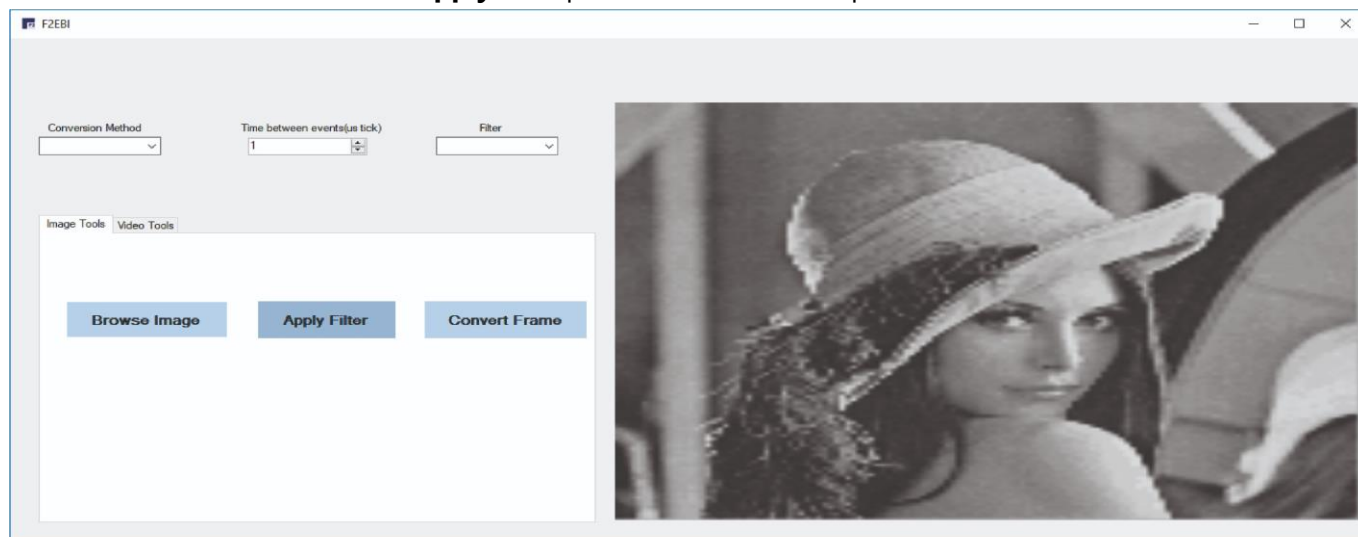 Apply
F2EBI
Conversion Method
Time between events(us tick)
Filter
1
Image Tools
Video Tools
Browse Image
Apply Filter
Convert Frame